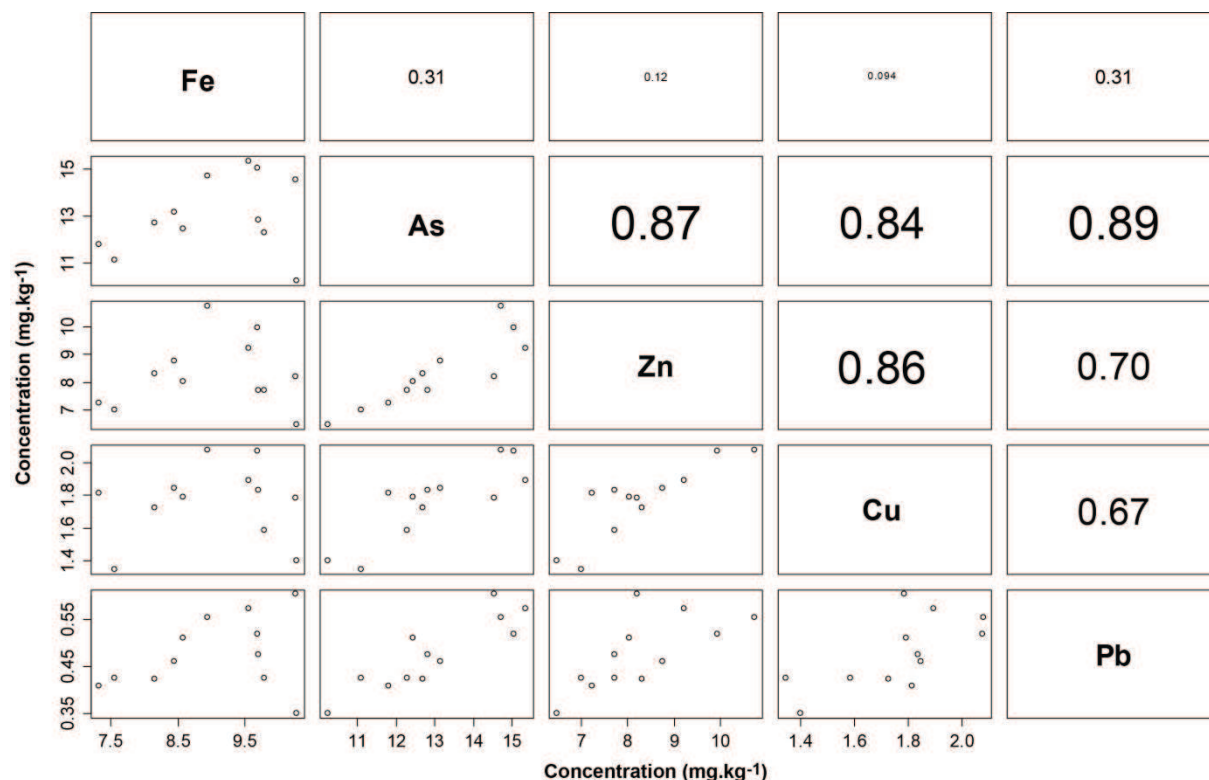 Fe 0.31 0.12 0.094 0.31
15
13
11
As 0.87 0.84 0.89
10
9
8
7
Zn 0.86 0.70
2.0
1.8
1.6
1.4
Cu 0.67
0.55
0.45
0.35
Pb
Concentration (mg.kg-1)
7.5 8.5 9.5 11 12 13 14 15 7 8 9 10 1.4 1.6 1.8 2.0
Concentration (mg.kg-1)